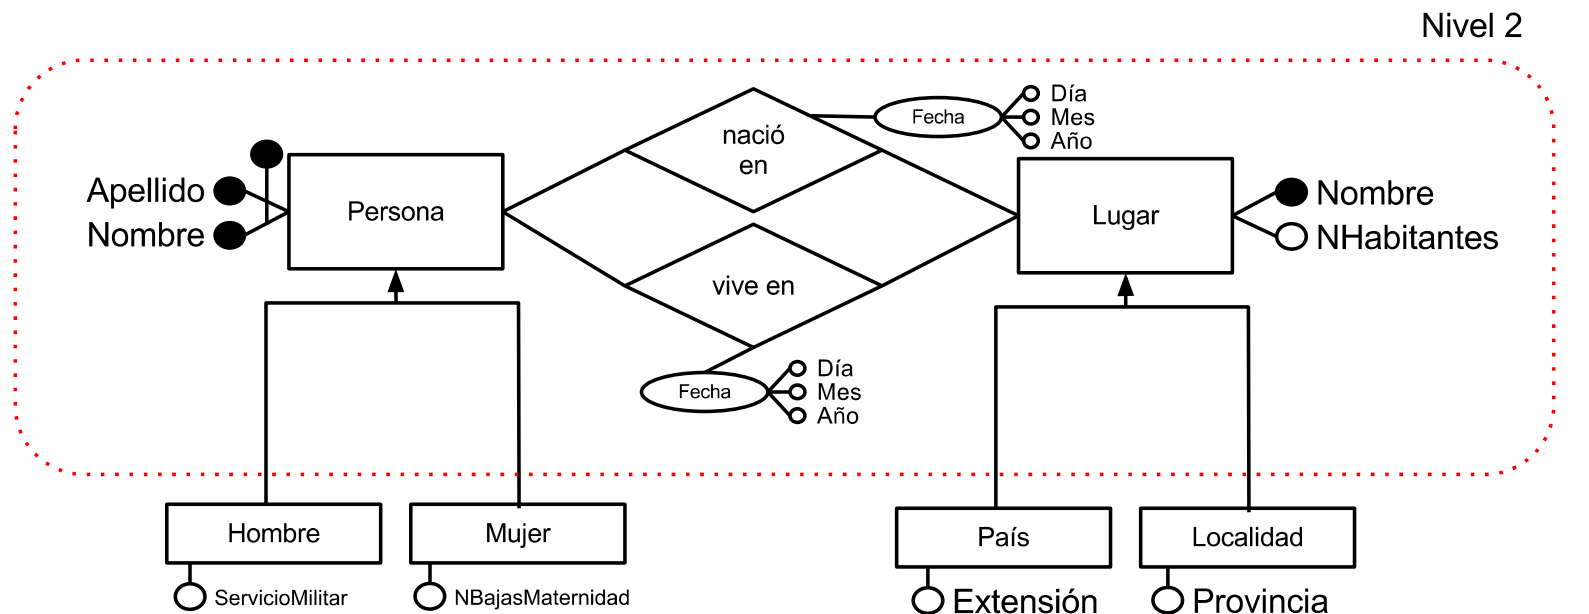 Nivel 2
Día
Fecha
Mes
Año
nació
en
Apellido
Nombre
Persona
Lugar
Nombre
NHabitantes
vive en
Día
Fecha
Mes
Año
Hombre
Mujer
País
Localidad
ServicioMilitar
NBajasMaternidad
Extensión
Provincia